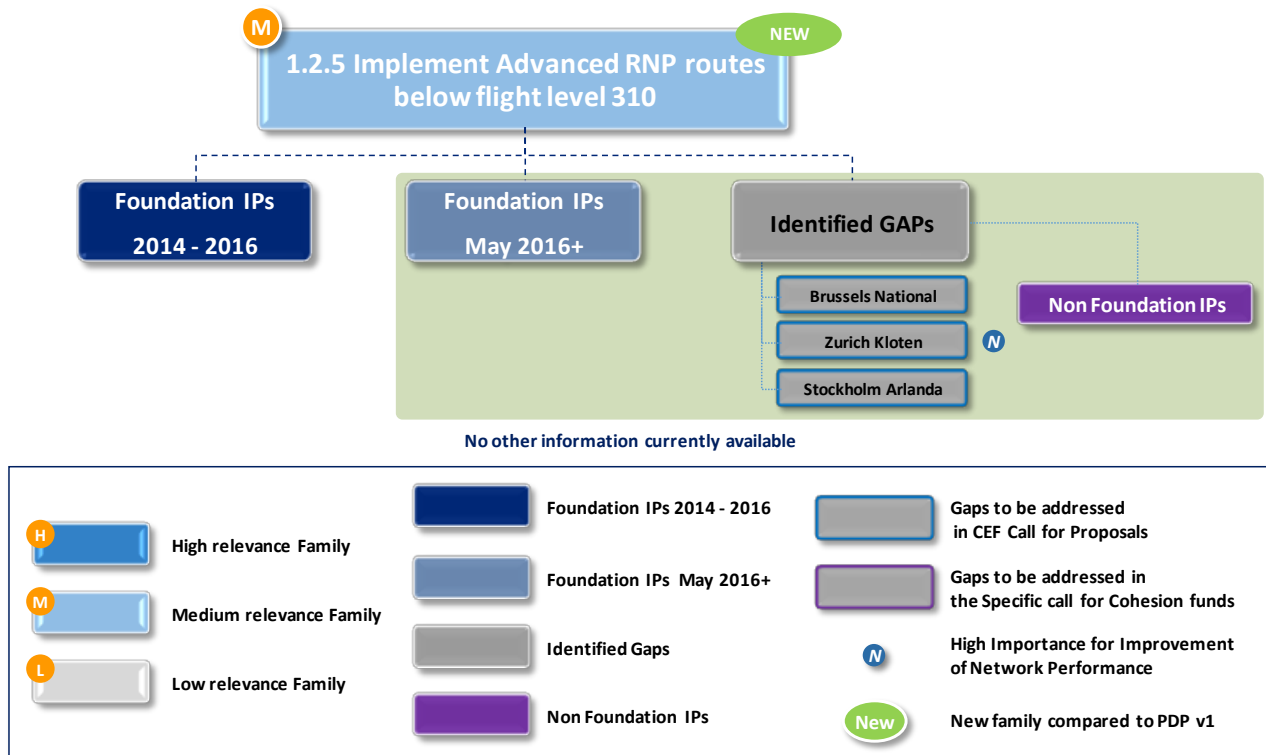 M
NEW
1.2.5 Implement Advanced RNP routes
below flight level 310
Foundation IPs
2014 - 2016
Foundation IPs
May 2016+
Identified GAPs
Brussels National
Zurich Kloten
N
Stockholm Arlanda
Non Foundation IPs
No other information currently available
H
High relevance Family
M
Medium relevance Family
L
Low relevance Family
Foundation IPs 2014 - 2016
Foundation IPs May 2016+
Identified Gaps
Non Foundation IPs
Gaps to be addressed
in CEF Call for Proposals
Gaps to be addressed in
the Specific call for Cohesion funds
N
High Importance for Improvement
of Network Performance
New
New family compared to PDP v1